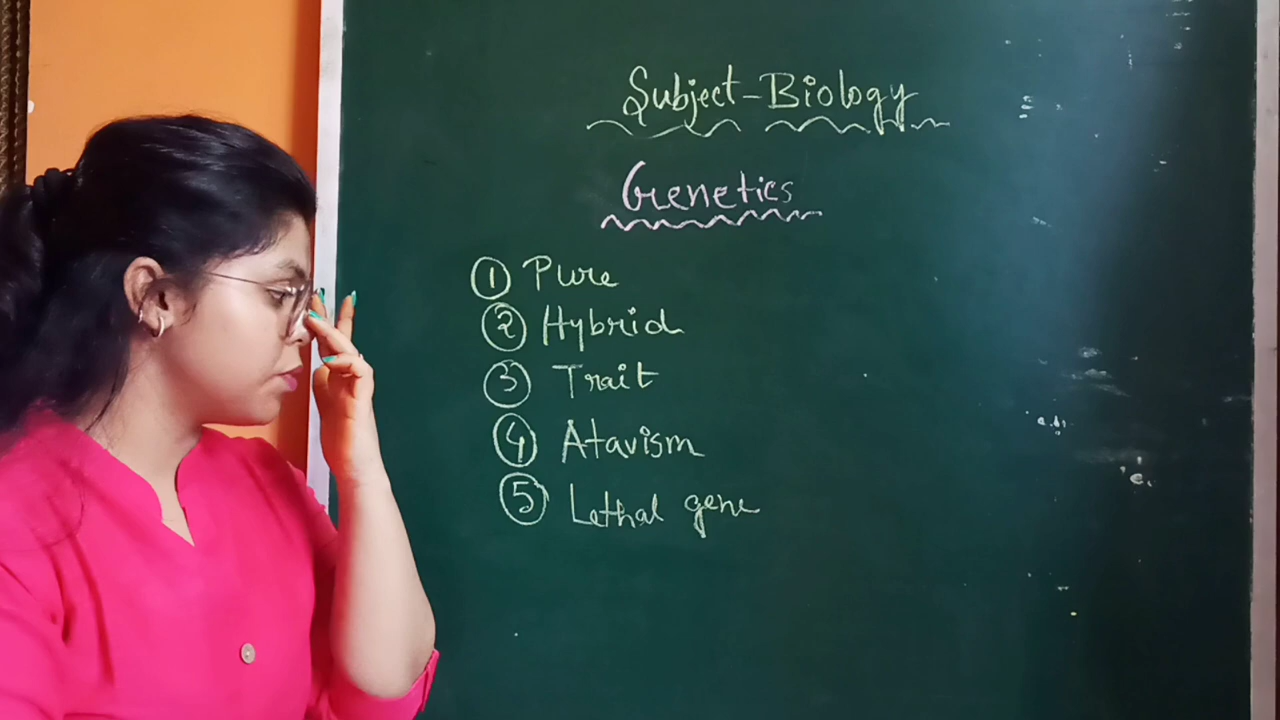 Subject-Biology
Genetics
① Pure
② Hybrid
③ Trait
④ Atavism
⑤ Lethal gene